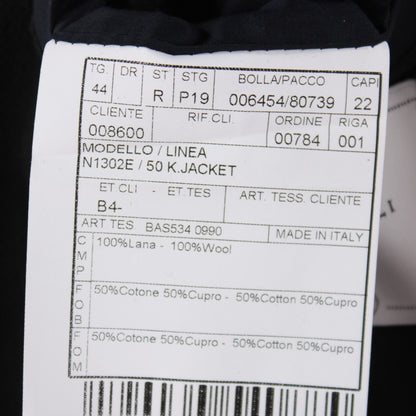 TG. DR ST STG BOLLA/PACCO CAPI
44 R P19 006454/80739 22
CLIENTE RIF CLI. ORDINE RIGA
008600 00784 001
MODELLO / LINEA
N1302E / 50 K.JACKET
ET CLI - ET TES ART. TESS. CLIENTE
B4-
ART TES BAS534 0990 MADE IN ITALY
CMP 100%Lana - 100%Wool
FOB 50%Cotone 50%Cupro - 50%Cotton 50%Cupro
FOM 50%Cotone 50%Cupro - 50%Cotton 50%Cupro